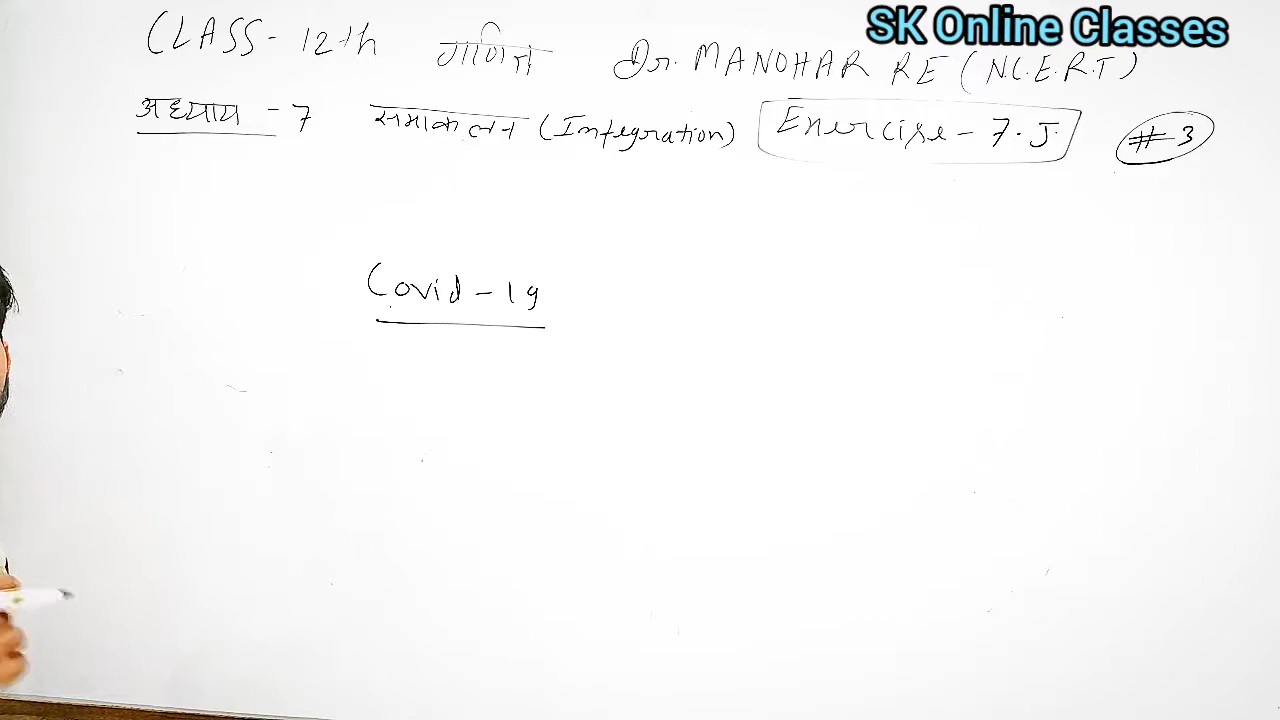 SK Online Classes
CLASS - 12th गणित Dr. MANOHAR RE (N.C.E.R.T)
अध्याय - 7 समाकलन (Integration) Exercise - 7.J #3
Covid-19